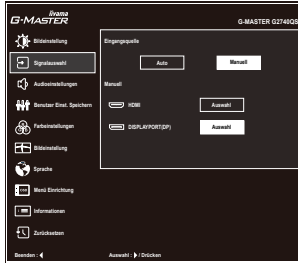 iiyama
G-MASTER
G-MASTER G2740QS
Bildeinstellung
Signalauswahl
Audioeinstellungen
Benutzer Einst. Speichern
Farbeinstellungen
Bildeinstellung
Sprache
Menü Einrichtung
Informationen
Zurücksetzen
Eingangsquelle
Auto
Manuell
Manuell
HDMI
Auswahl
DISPLAYPORT(DP)
Auswahl
Beenden :
Auswahl : / Drücken